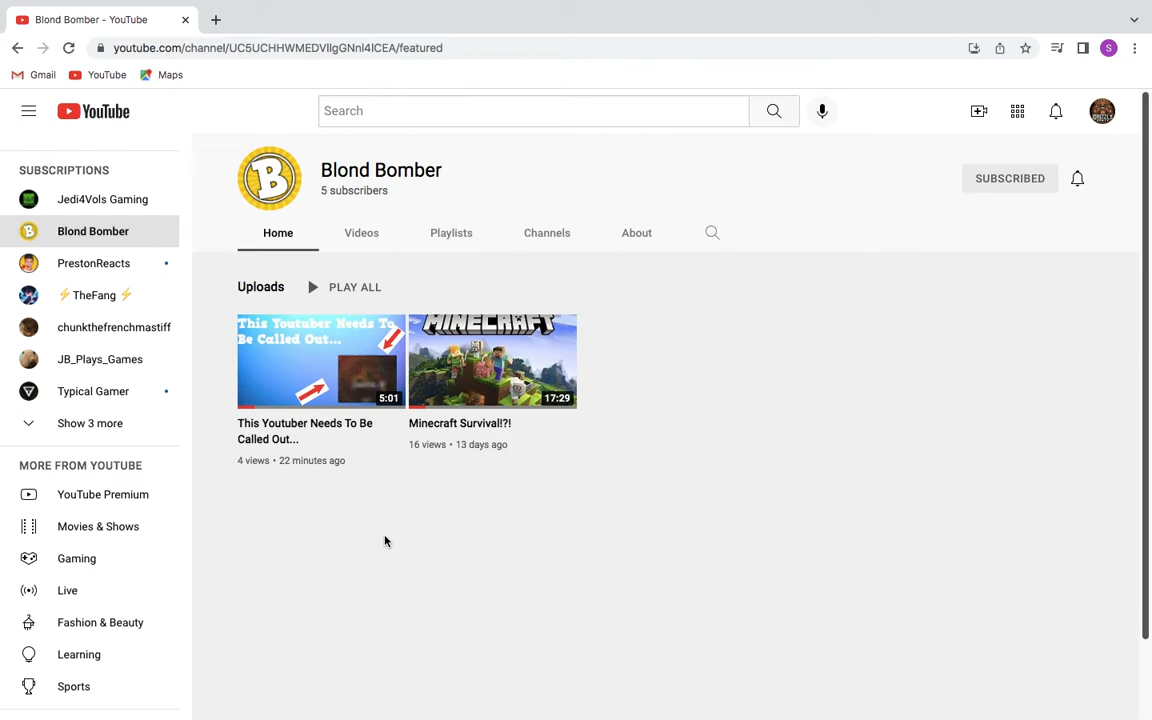 Blond Bomber - YouTube
youtube.com/channel/UC5UCHHWMEDVllgGNnl4lCEA/featured
S
Gmail
YouTube
Maps
YouTube
Search
SUBSCRIPTIONS
Jedi4Vols Gaming
Blond Bomber
PrestonReacts
⚡TheFang ⚡
chunkthefrenchmastiff
JB_Plays_Games
Typical Gamer
Show 3 more
MORE FROM YOUTUBE
YouTube Premium
Movies & Shows
Gaming
Live
Fashion & Beauty
Learning
Sports
B
Blond Bomber
5 subscribers
SUBSCRIBED
Home
Videos
Playlists
Channels
About
Uploads
PLAY ALL
This Youtuber Needs To
Be Called Out...
5:01
This Youtuber Needs To Be
Called Out...
4 views • 22 minutes ago
MINECRAFT
17:29
Minecraft Survival!?!
16 views • 13 days ago